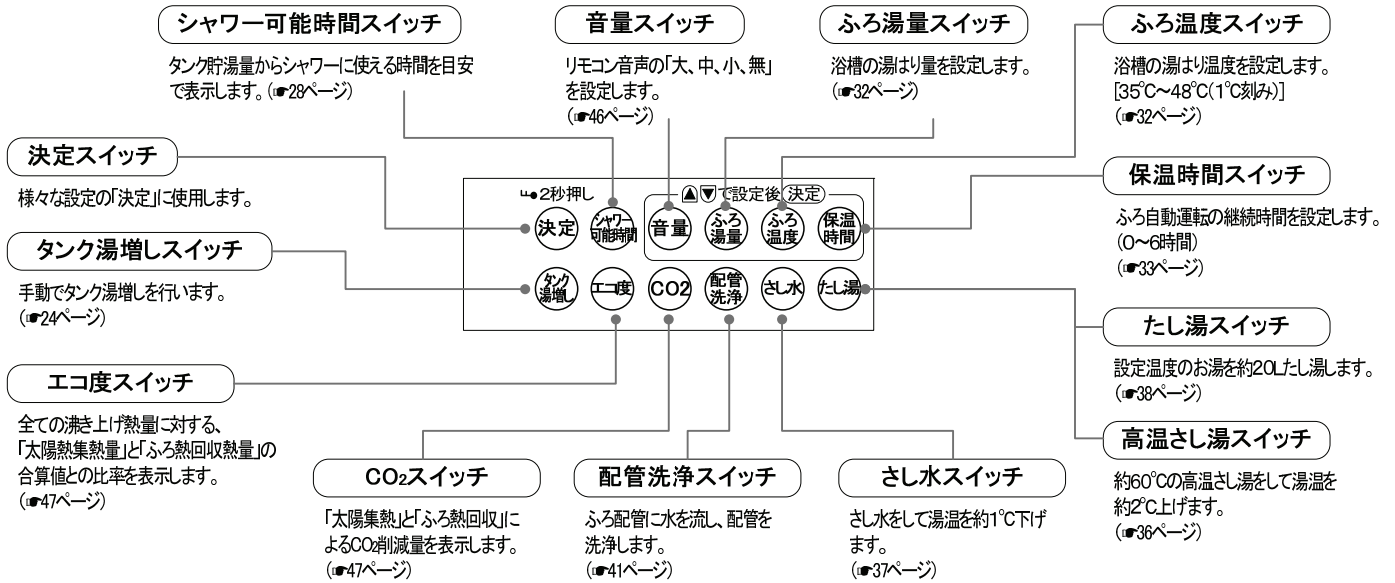 シャワー可能時間スイッチ
タンク貯湯量からシャワーに使える時間を目安
で表示します。(☛28ページ)
音量スイッチ
リモコン音声の「大、中、小、無」
を設定します。
(☛46ページ)
ふろ湯量スイッチ
浴槽の湯はり量を設定します。
(☛32ページ)
ふろ温度スイッチ
浴槽の湯はり温度を設定します。
[35℃~48℃(1℃刻み)]
(☛32ページ)
決定スイッチ
様々な設定の「決定」に使用します。
保温時間スイッチ
ふろ自動運転の継続時間を設定します。
(0~6時間)
(☛33ページ)
タンク湯増しスイッチ
手動でタンク湯増しを行います。
(☛24ページ)
2秒押し
▲▼で設定後決定
決定
シャワー
可能時間
音量
ふろ
湯量
ふろ
温度
保温
時間
タンク
湯増し
エコ度
CO2
配管
洗浄
さし水
たし湯
たし湯スイッチ
設定温度のお湯を約20Lたし湯します。
(☛38ページ)
エコ度スイッチ
全ての沸き上げ熱量に対する、
「太陽熱集熱量」と「ふろ熱回収熱量」の
合算値との比率を表示します。
(☛47ページ)
高温さし湯スイッチ
約60℃の高温さし湯をして湯温を
約2℃上げます。
(☛36ページ)
CO₂スイッチ
「太陽集熱」と「ふろ熱回収」に
よるCO₂削減量を表示します。
(☛47ページ)
配管洗浄スイッチ
ふろ配管に水を流し、配管を
洗浄します。
(☛41ページ)
さし水スイッチ
さし水をして湯温を約1℃下げ
ます。
(☛37ページ)